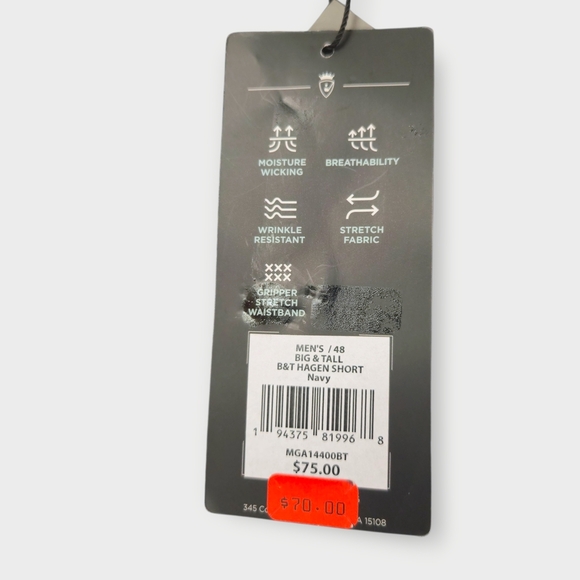 MOISTURE WICKING
BREATHABILITY
WRINKLE RESISTANT
STRETCH FABRIC
GRIPPER STRETCH WAISTBAND
MEN'S / 48
BIG & TALL
B&T HAGEN SHORT
Navy
1 94375 81996 8
MGA14400BT
$75.00
$70.00
345 A 15108